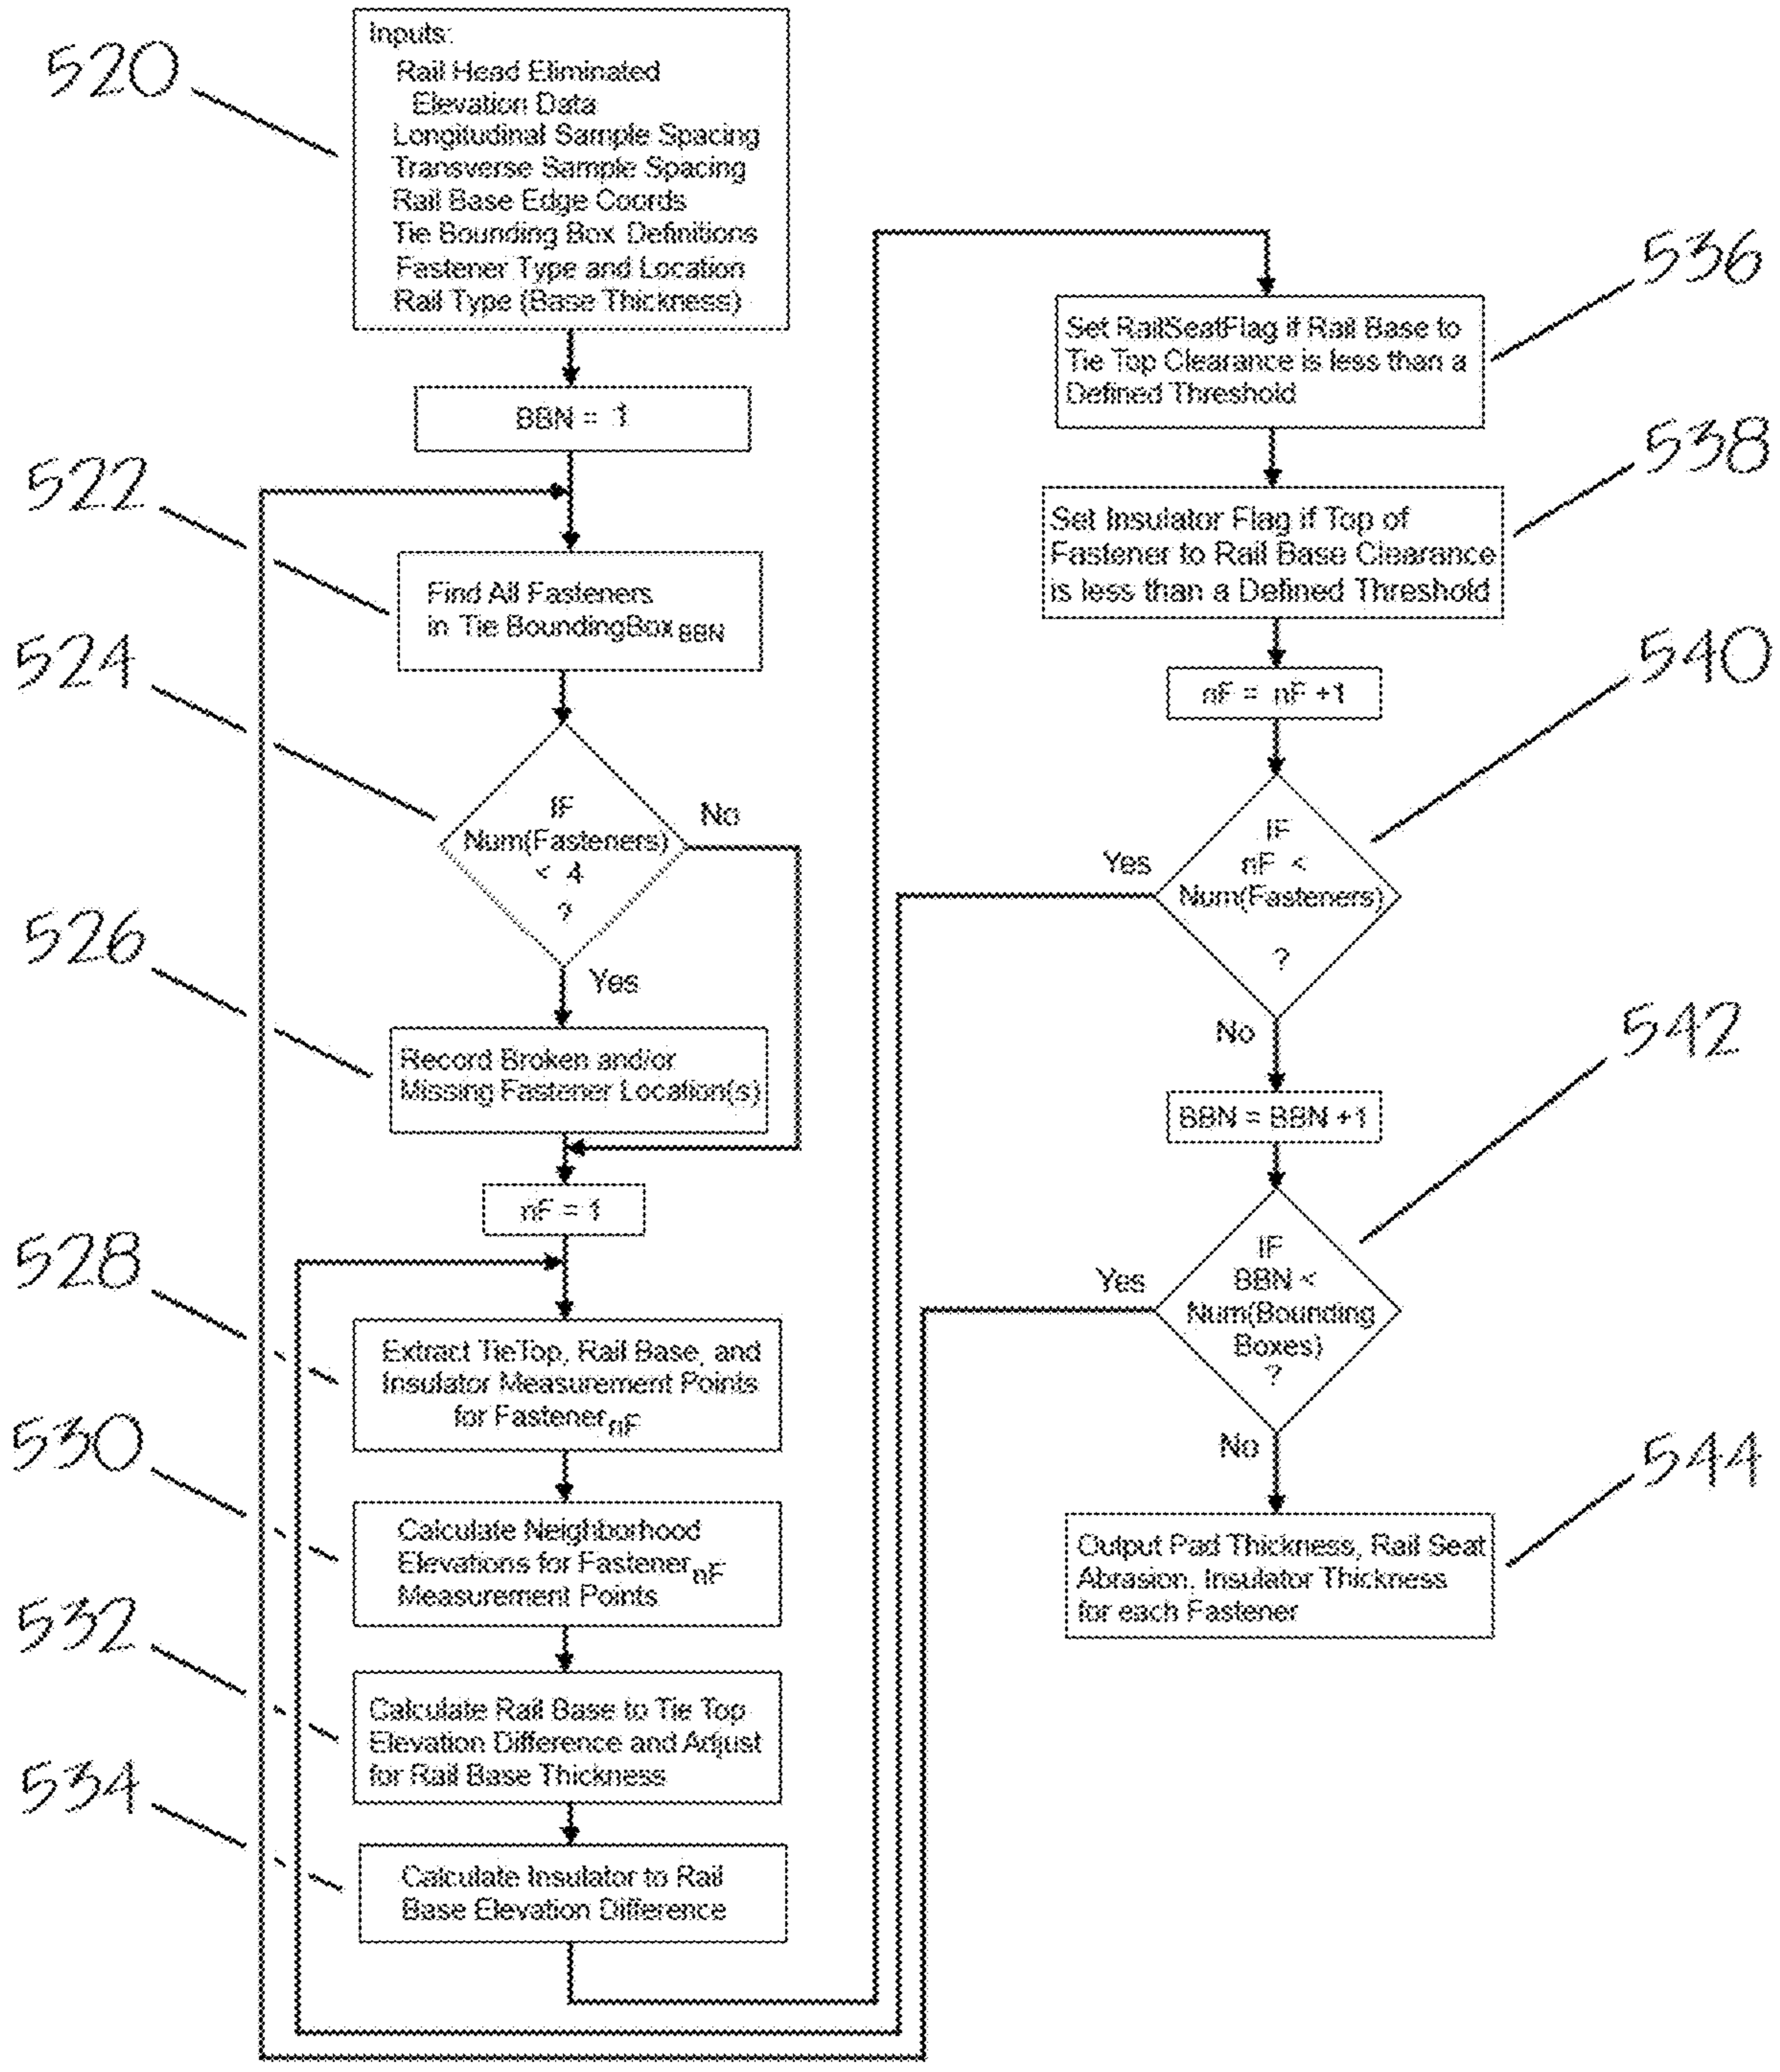 520
Inputs:
Rail Head Eliminated
Elevation Data
Longitudinal Sample Spacing
Transverse Sample Spacing
Rail Base Edge Coords
Tie Bounding Box Definitions
Fastener Type and Location
Rail Type (Base Thickness)
BBN = 1
522
Find All Fasteners
in Tie BoundingBox BBN
524
IF
Num(Fasteners)
< 4
?
No
Yes
526
Record Broken and/or
Missing Fastener Location(s)
nF = 1
528
Extract TieTop, Rail Base, and
Insulator Measurement Points
for Fastener nF
530
Calculate Neighborhood
Elevations for Fastener nF
Measurement Points
532
Calculate Rail Base to Tie Top
Elevation Difference and Adjust
for Rail Base Thickness
534
Calculate Insulator to Rail
Base Elevation Difference
536
Set RailSeatFlag if Rail Base to
Tie Top Clearance is less than a
Defined Threshold
538
Set Insulator Flag if Top of
Fastener to Rail Base Clearance
is less than a Defined Threshold
nF = nF +1
540
IF
nF <
Num(Fasteners)
?
Yes
No
BBN = BBN +1
542
IF
BBN <
Num(Bounding
Boxes)
?
Yes
No
544
Output Pad Thickness, Rail Seat
Abrasion, Insulator Thickness
for each Fastener